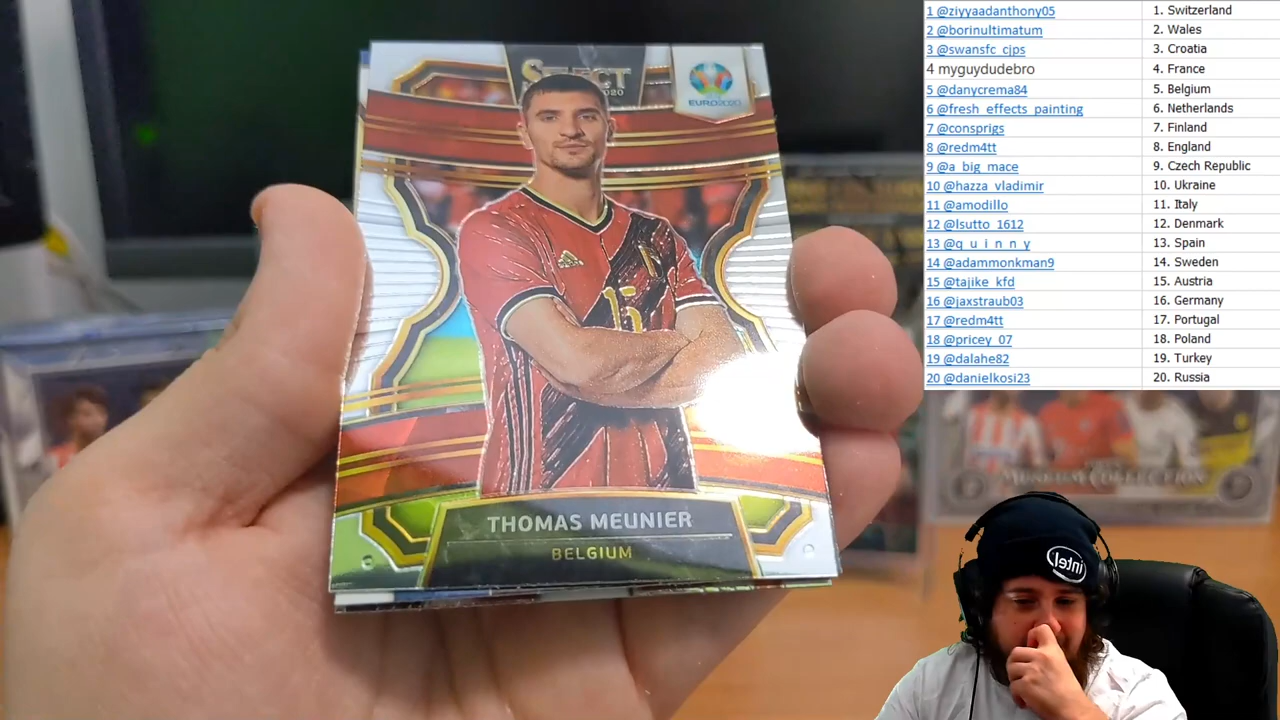 SELECT
2020
EURO2020
15
THOMAS MEUNIER
BELGIUM
1 @ziyyaadanthony05 1. Switzerland
2 @borinultimatum 2. Wales
3 @swansfc_cjps 3. Croatia
4 myguydudebro 4. France
5 @danycrema84 5. Belgium
6 @fresh_effects_painting 6. Netherlands
7 @consprigs 7. Finland
8 @redm4tt 8. England
9 @a_big_mace 9. Czech Republic
10 @hazza_vladimir 10. Ukraine
11 @amodillo 11. Italy
12 @lsutto_1612 12. Denmark
13 @q_u_i_n_n_y 13. Spain
14 @adammonkman9 14. Sweden
15 @tajike_kfd 15. Austria
16 @jaxstraub03 16. Germany
17 @redm4tt 17. Portugal
18 @pricey_07 18. Poland
19 @dalahe82 19. Turkey
20 @danielkosi23 20. Russia
MUSEUM COLLECTION
intel